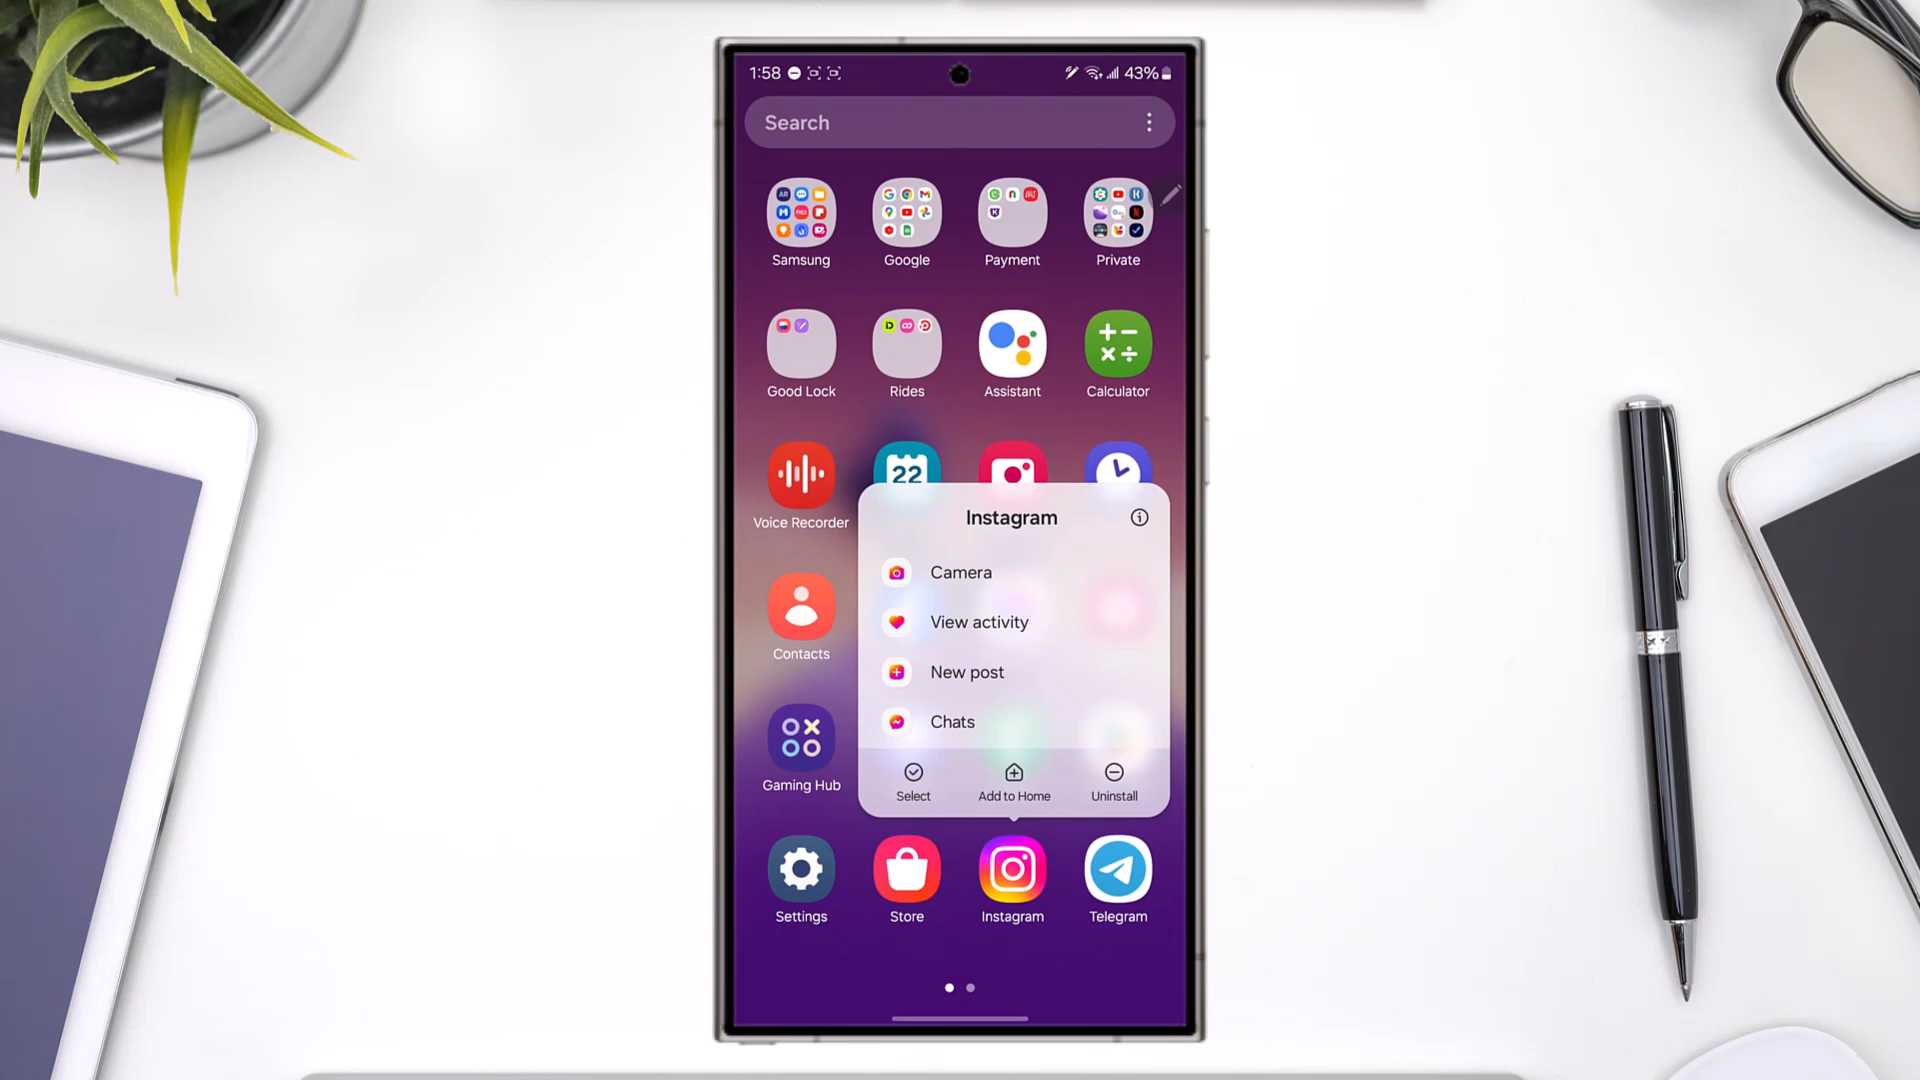 1:58
43%
Search
Samsung
Google
Payment
Private
Good Lock
Rides
Assistant
Calculator
22
Voice Recorder
Instagram
Camera
View activity
Contacts
New post
Chats
Gaming Hub
Select
Add to Home
Uninstall
Settings
Store
Instagram
Telegram